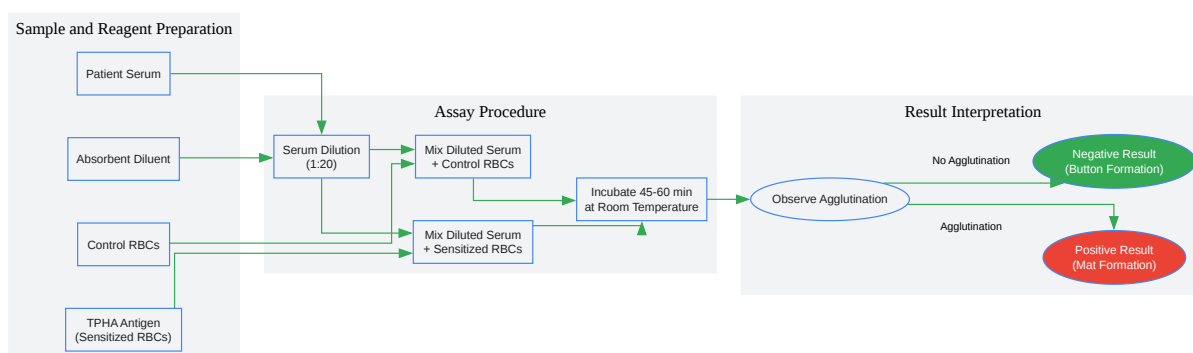 Sample and Reagent Preparation
Patient Serum
Absorbent Diluent
Control RBCs
TPHA Antigen
(Sensitized RBCs)
Assay Procedure
Serum Dilution
(1:20)
Mix Diluted Serum
+ Control RBCs
Mix Diluted Serum
+ Sensitized RBCs
Incubate 45-60 min
at Room Temperature
Result Interpretation
Observe Agglutination
No Agglutination
Agglutination
Negative Result
(Button Formation)
Positive Result
(Mat Formation)